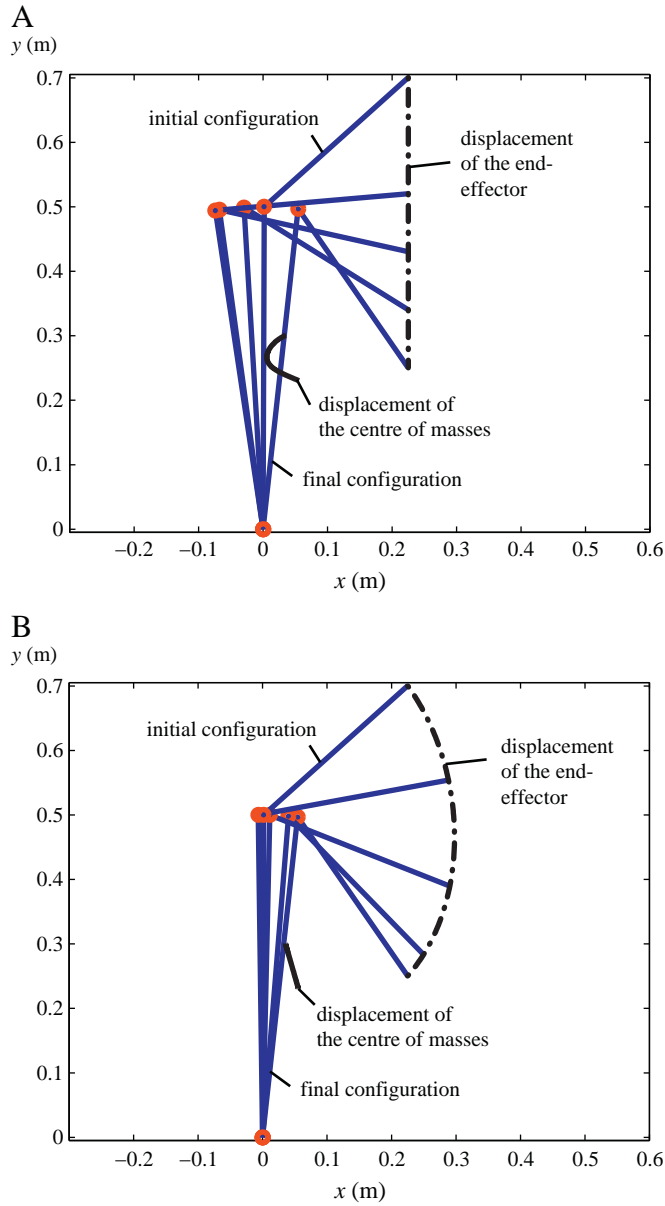 A
y (m)
0.7
initial configuration
displacement
of the end-
effector
0.6
0.5
0.4
0.3
displacement of
the centre of masses
0.2
final configuration
0.1
0
−0.2 −0.1 0 0.1 0.2 0.3 0.4 0.5 0.6
x (m)
B
y (m)
0.7
initial configuration
displacement
of the end-
effector
0.6
0.5
0.4
0.3
displacement of
the centre of masses
0.2
final configuration
0.1
0
−0.2 −0.1 0 0.1 0.2 0.3 0.4 0.5 0.6
x (m)